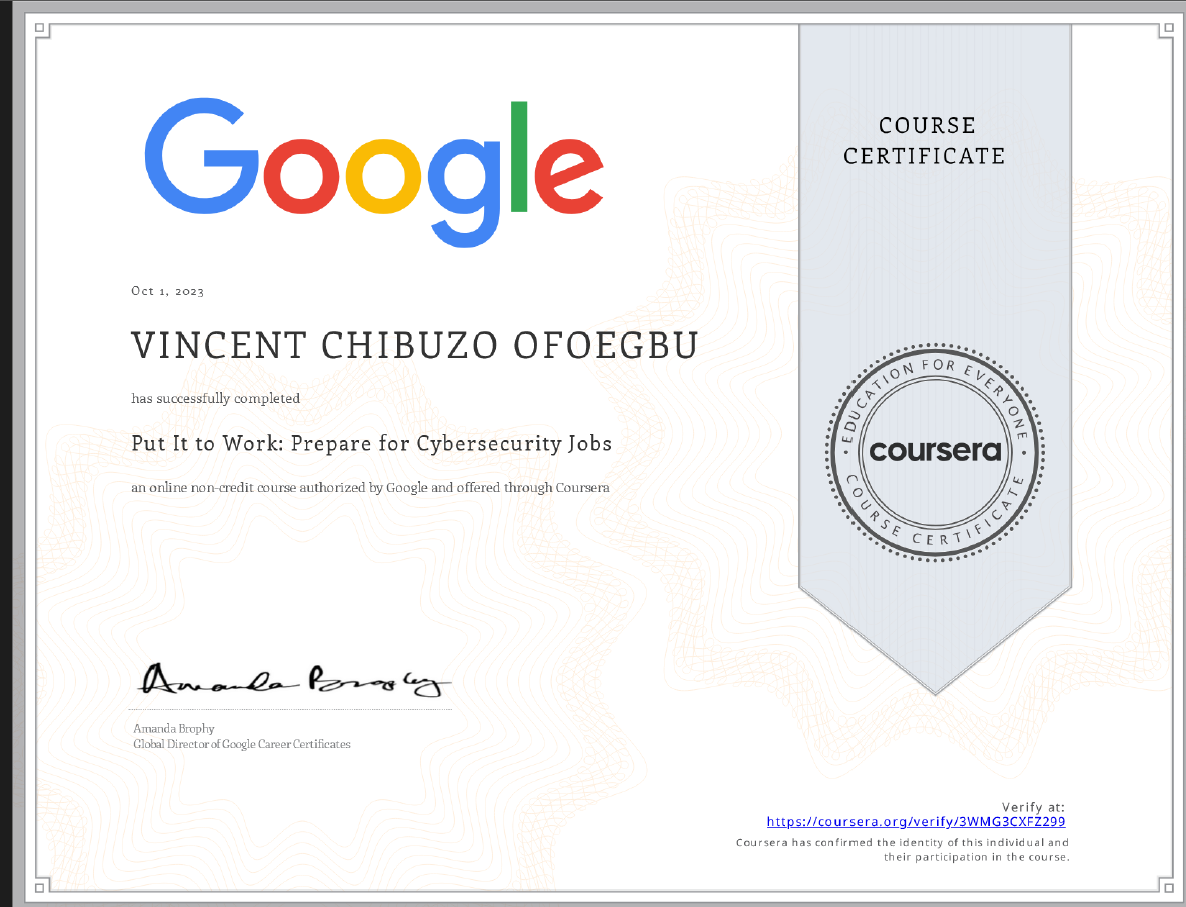 Google
COURSE
CERTIFICATE
Oct 1, 2023
VINCENT CHIBUZO OFOEGBU
has successfully completed
Put It to Work: Prepare for Cybersecurity Jobs
an online non-credit course authorized by Google and offered through Coursera
EDUCATION FOR EVERYONE
coursera
COURSE CERTIFICATE
Amanda Brophy
Amanda Brophy
Global Director of Google Career Certificates
Verify at:
https://coursera.org/verify/3WMG3CXFZ299
Coursera has confirmed the identity of this individual and
their participation in the course.